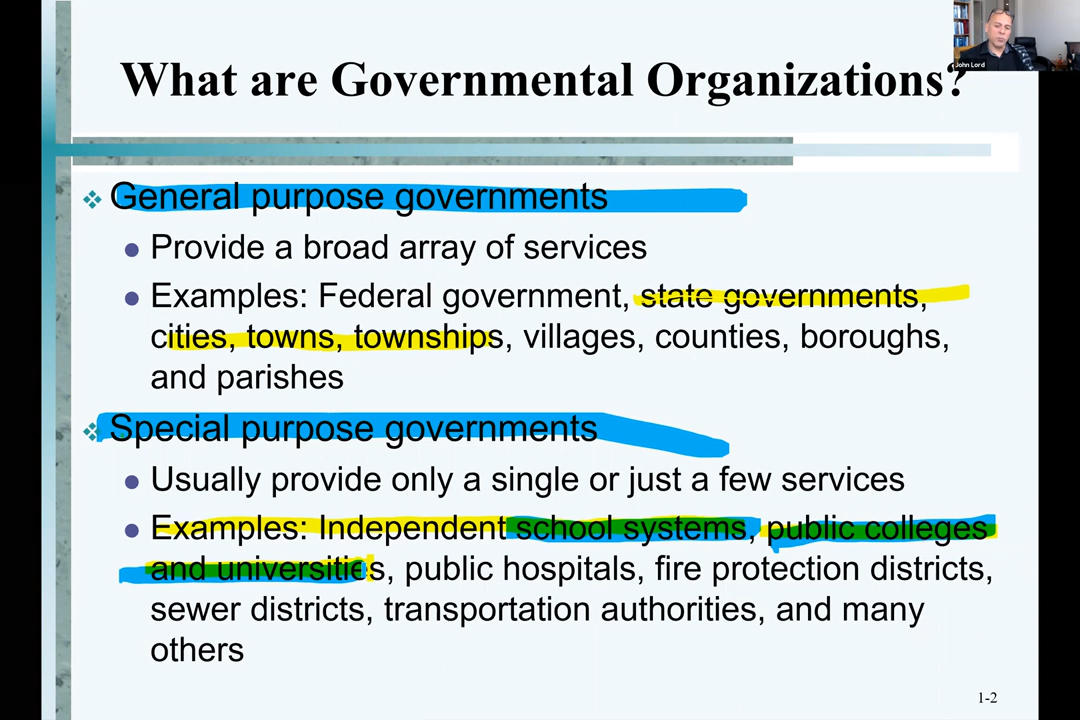 John Lord
What are Governmental Organizations?
General purpose governments
Provide a broad array of services
Examples: Federal government, state governments,
cities, towns, townships, villages, counties, boroughs,
and parishes
Special purpose governments
Usually provide only a single or just a few services
Examples: Independent school systems, public colleges
and universities, public hospitals, fire protection districts,
sewer districts, transportation authorities, and many
others
1-2